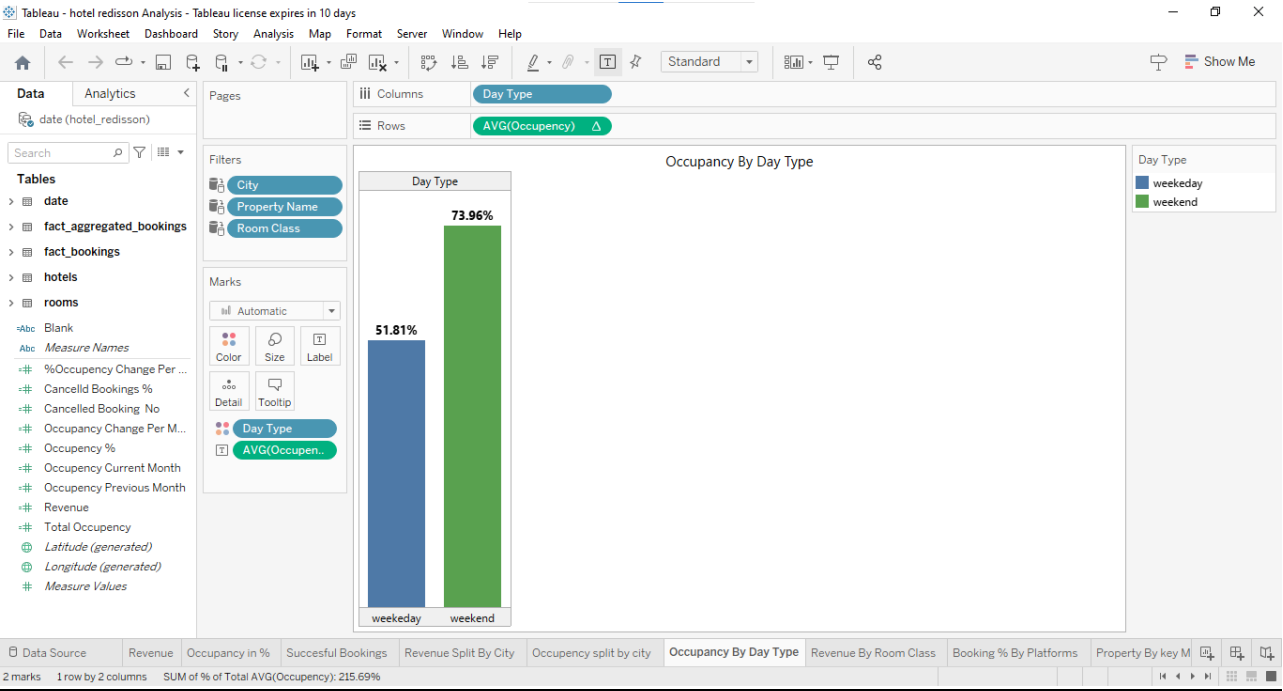 Tableau - hotel redisson Analysis - Tableau license expires in 10 days
File Data Worksheet Dashboard Story Analysis Map Format Server Window Help
Standard
Show Me
Data Analytics
date (hotel_redisson)
Search
Tables
date
fact_aggregated_bookings
fact_bookings
hotels
rooms
=Abc Blank
Abc Measure Names
=# %Occupency Change Per ...
=# Cancelld Bookings %
=# Cancelled Booking No
=# Occupancy Change Per M...
=# Occupency %
=# Occupency Current Month
=# Occupency Previous Month
=# Revenue
=# Total Occupency
Latitude (generated)
Longitude (generated)
# Measure Values
Pages
Filters
City
Property Name
Room Class
Marks
Automatic
Color Size Label
Detail Tooltip
Day Type
AVG(Occupen..
Columns Day Type
Rows AVG(Occupency) Δ
Occupancy By Day Type
Day Type
73.96%
51.81%
weekeday weekend
Day Type
weekeday
weekend
Data Source Revenue Occupancy in % Succesful Bookings Revenue Split By City Occupency split by city Occupancy By Day Type Revenue By Room Class Booking % By Platforms Property By key M
2 marks 1 row by 2 columns SUM of % of Total AVG(Occupency): 215.69%